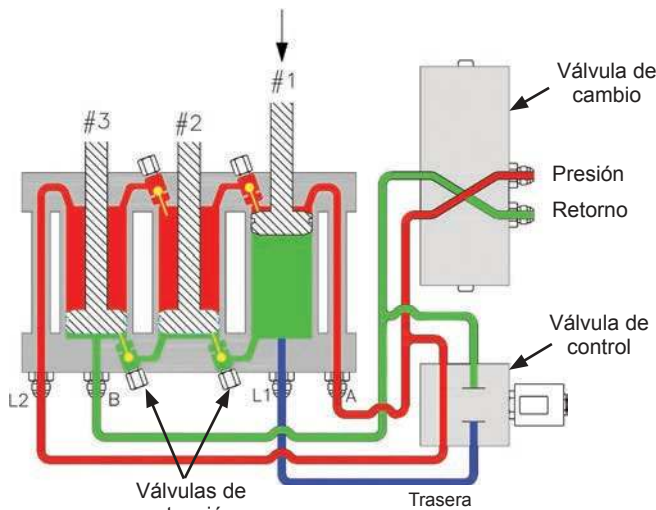 #1
#2
#3
Válvula de
cambio
Presión
Retorno
Válvula de
control
L2
B
L1
A
Válvulas de
Trasera